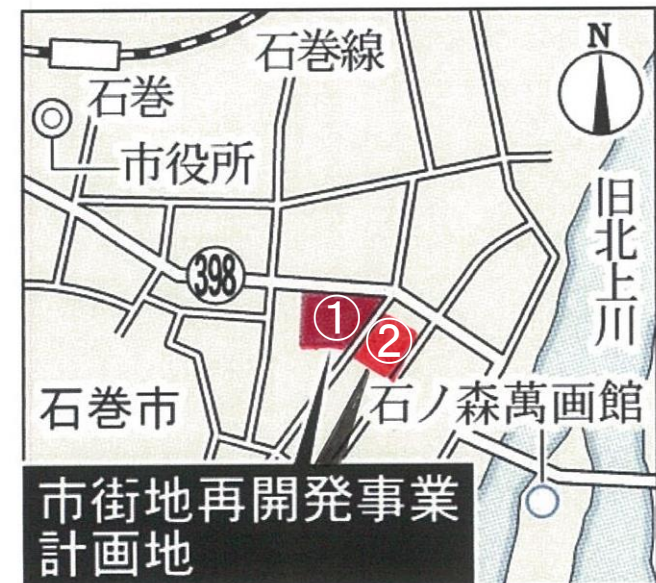 石巻線
N
石巻
市役所
旧北上川
398
①
②
石巻市
石ノ森萬画館
市街地再開発事業
計画地